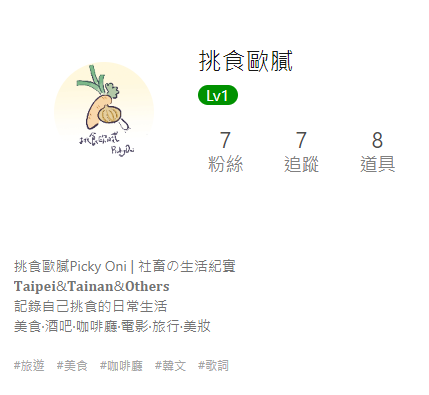 挑食歐膩
Lv1
7 7 8
粉絲 追蹤 道具
挑食歐膩
PickyOni
挑食歐膩Picky Oni | 社畜の生活紀實
Taipei&Tainan&Others
記錄自己挑食的日常生活
美食‧酒吧‧咖啡廳‧電影‧旅行‧美妝
#旅遊 #美食 #咖啡廳 #韓文 #歌詞